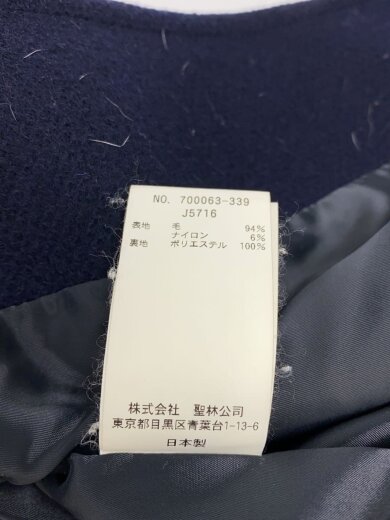 NO. 700063-339
J5716
表地 毛 94%
ナイロン 6%
裏地 ポリエステル 100%
株式会社 聖林公司
東京都目黒区青葉台1-13-6
日本製